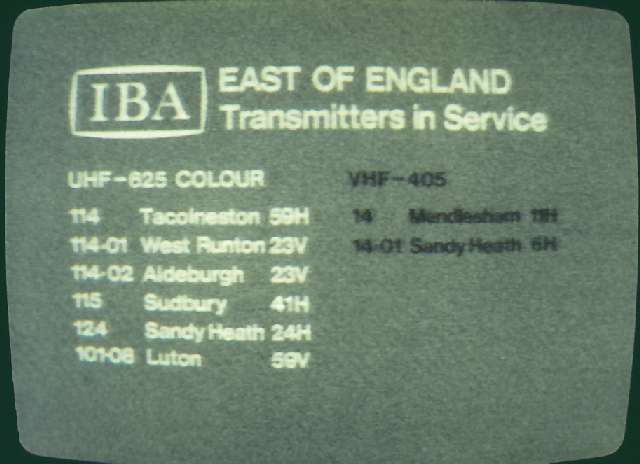 IBA
EAST OF ENGLAND
Transmitters in Service
UHF-625 COLOUR
114 Tacolneston 59H
114-01 West Runton 23V
114-02 Aldeburgh 23V
115 Sudbury 41H
124 Sandy Heath 24H
101-08 Luton 59V
VHF-405
14 Mendlesham 11H
14-01 Sandy Heath 6H